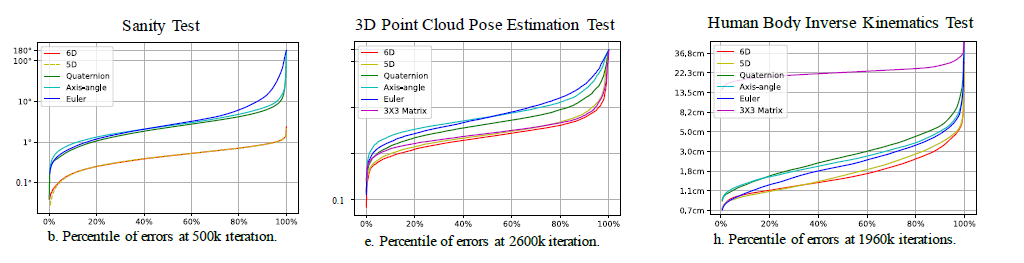 Sanity Test
180°
100°
10°
1°
0.1°
6D
5D
Quaternion
Axis-angle
Euler
0%
20%
40%
60%
80%
100%
b. Percentile of errors at 500k iteration.
3D Point Cloud Pose Estimation Test
0.1
6D
5D
Quaternion
Axis-angle
Euler
3X3 Matrix
0%
20%
40%
60%
80%
100%
e. Percentile of errors at 2600k iteration.
Human Body Inverse Kinematics Test
36,8cm
22.3cm
13.5cm
8.2cm
5.0cm
3.0cm
1.8cm
1.1cm
0.7cm
6D
5D
Quaternion
Axis-angle
Euler
3X3 Matrix
0%
20%
40%
60%
80%
100%
h. Percentile of errors at 1960k iterations.